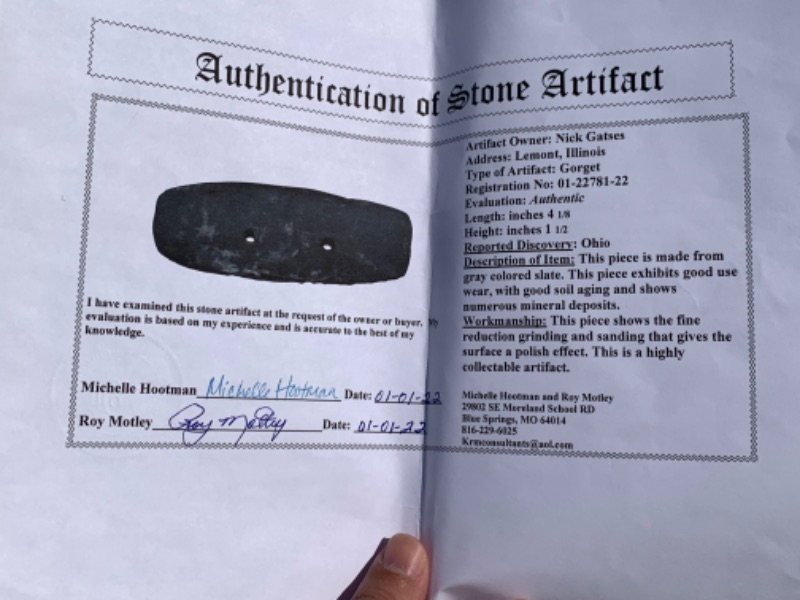 Authentication of Stone Artifact
I have examined this stone artifact at the request of the owner or buyer. My
evaluation is based on my experience and is accurate to the best of my
knowledge.
Michelle Hootman Michelle Hootman Date: 01-01-22
Roy Motley Roy Motley Date: 01-01-22
Artifact Owner: Nick Gatses
Address: Lemont, Illinois
Type of Artifact: Gorget
Registration No: 01-22781-22
Evaluation: Authentic
Length: inches 4 1/8
Height: inches 1 1/2
Reported Discovery: Ohio
Description of Item: This piece is made from
gray colored slate. This piece exhibits good use
wear, with good soil aging and shows
numerous mineral deposits.
Workmanship: This piece shows the fine
reduction grinding and sanding that gives the
surface a polish effect. This is a highly
collectable artifact.
Michelle Hootman and Roy Motley
29802 SE Moreland School RD
Blue Springs, MO 64014
816-229-6025
Krmconsultants@aol.com